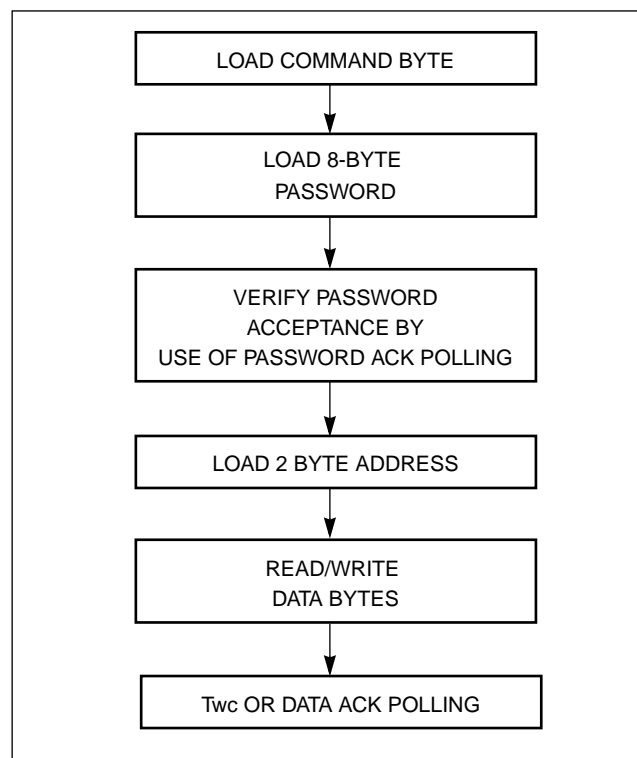 LOAD COMMAND BYTE
LOAD 8-BYTE
PASSWORD
VERIFY PASSWORD
ACCEPTANCE BY
USE OF PASSWORD ACK POLLING
LOAD 2 BYTE ADDRESS
READ/WRITE
DATA BYTES
Twc OR DATA ACK POLLING